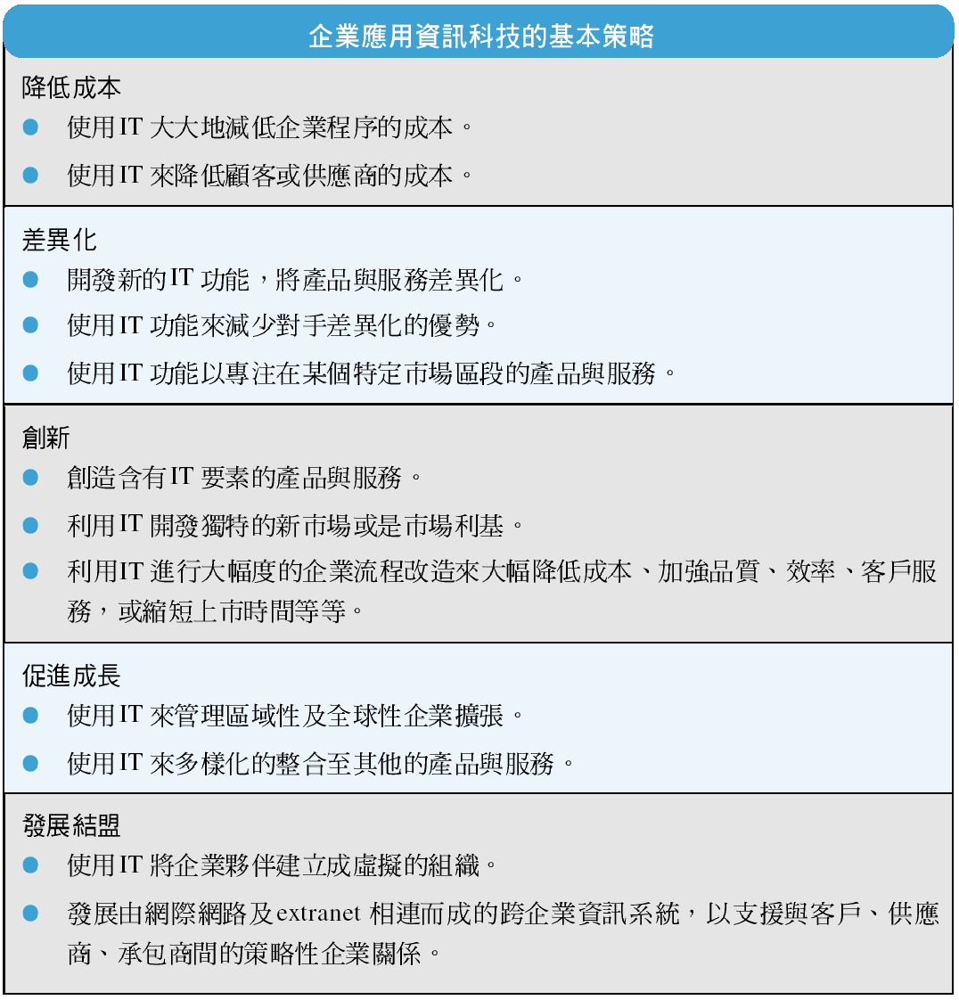 企業應用資訊科技的基本策略
降低成本
● 使用IT 大大地減低企業程序的成本。
● 使用IT 來降低顧客或供應商的成本。
差異化
● 開發新的IT 功能，將產品與服務差異化。
● 使用IT 功能來減少對手差異化的優勢。
● 使用IT 功能以專注在某個特定市場區段的產品與服務。
創新
● 創造含有IT 要素的產品與服務。
● 利用IT 開發獨特的新市場或是市場利基。
● 利用IT 進行大幅度的企業流程改造來大幅降低成本、加強品質、效率、客戶服
務，或縮短上市時間等等。
促進成長
● 使用IT 來管理區域性及全球性企業擴張。
● 使用IT 來多樣化的整合至其他的產品與服務。
發展結盟
● 使用IT 將企業夥伴建立成虛擬的組織。
● 發展由網際網路及extranet 相連而成的跨企業資訊系統，以支援與客戶、供應
商、承包商間的策略性企業關係。